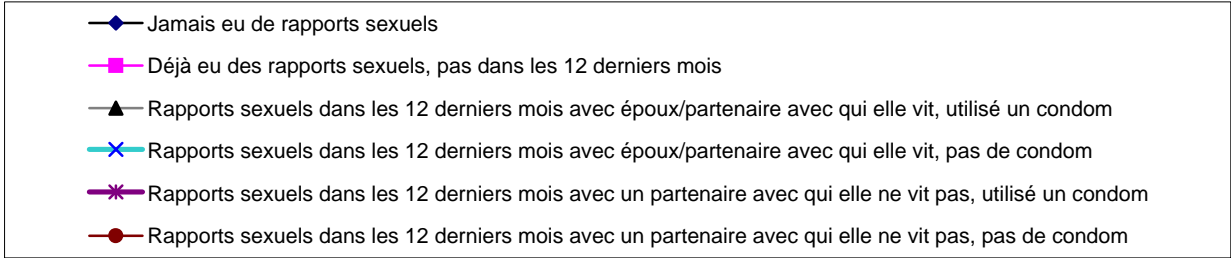 Jamais eu de rapports sexuels
Déjà eu des rapports sexuels, pas dans les 12 derniers mois
Rapports sexuels dans les 12 derniers mois avec époux/partenaire avec qui elle vit, utilisé un condom
Rapports sexuels dans les 12 derniers mois avec époux/partenaire avec qui elle vit, pas de condom
Rapports sexuels dans les 12 derniers mois avec un partenaire avec qui elle ne vit pas, utilisé un condom
Rapports sexuels dans les 12 derniers mois avec un partenaire avec qui elle ne vit pas, pas de condom